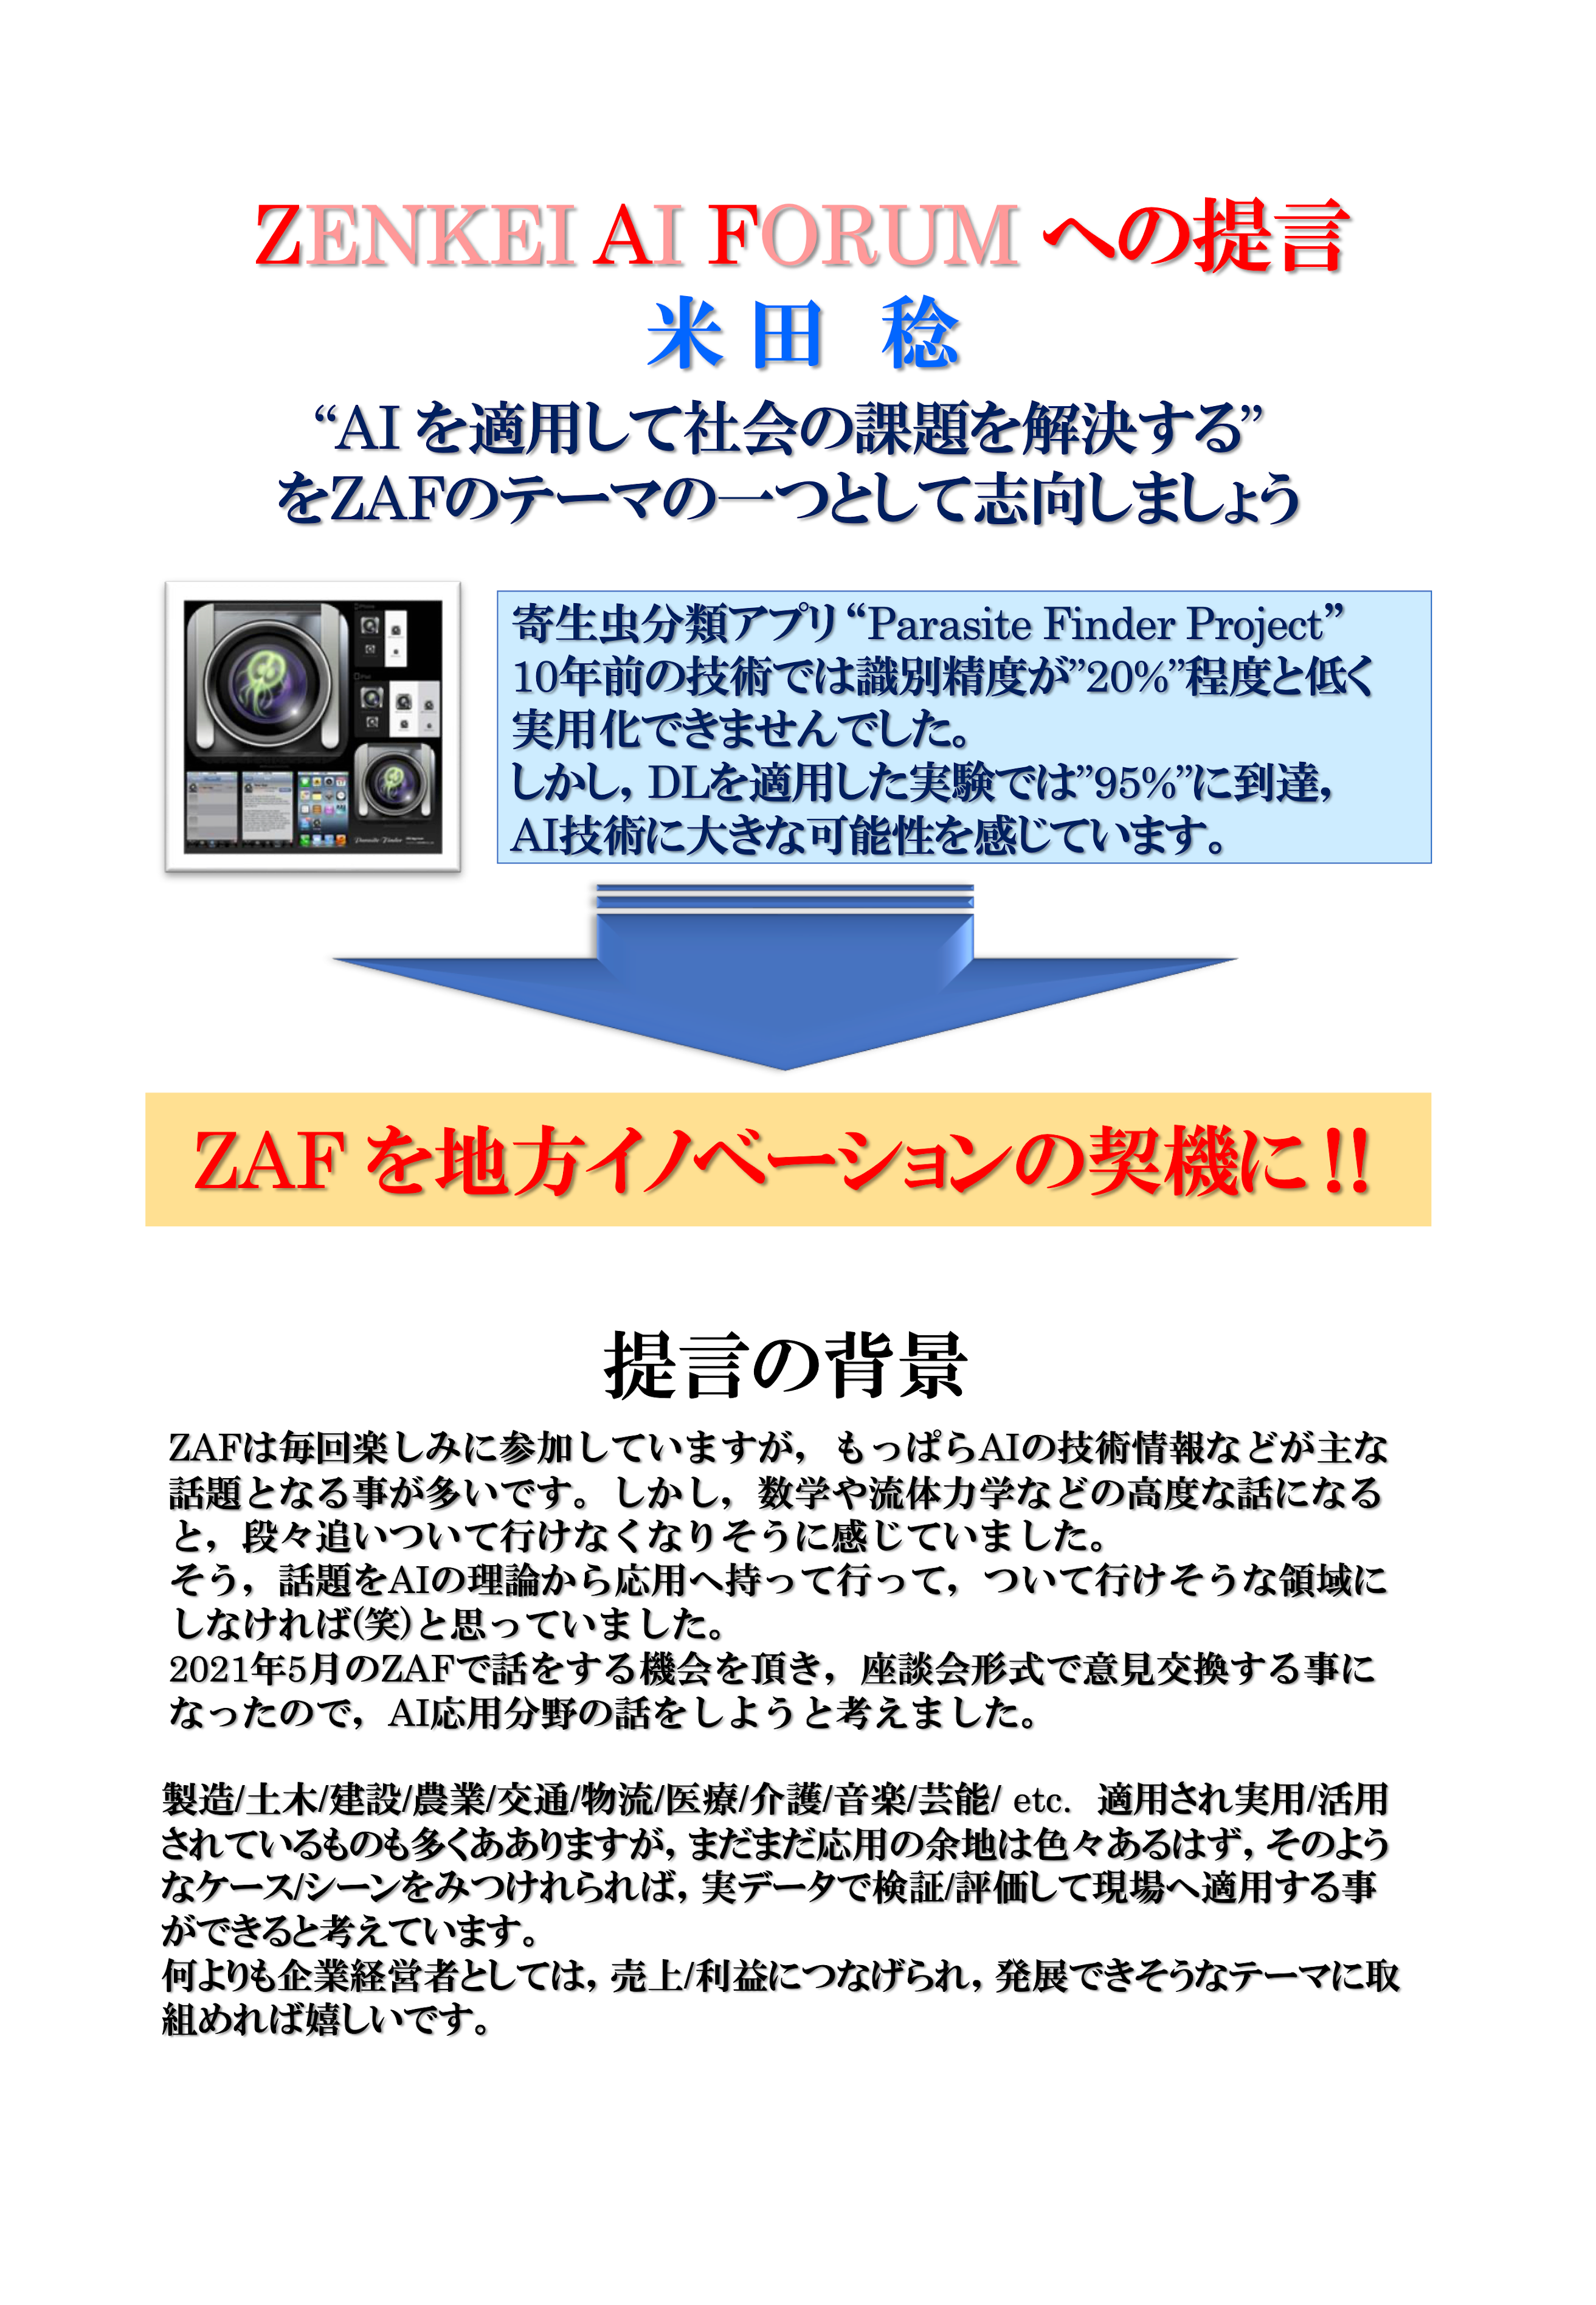 ZENKEI AI FORUM への提言
米田 稔
“AI を適用して社会の課題を解決する”
をZAFのテーマの一つとして志向しましょう
寄生虫分類アプリ“Parasite Finder Project”
10年前の技術では識別精度が”20%”程度と低く
実用化できませんでした。
しかし，DLを適用した実験では”95%”に到達，
AI技術に大きな可能性を感じています。
Parasite Finder
ZAF を地方イノベーションの契機に !!
提言の背景
ZAFは毎回楽しみに参加していますが，もっぱらAIの技術情報などが主な
話題となる事が多いです。しかし，数学や流体力学などの高度な話になる
と，段々追いついて行けなくなりそうに感じていました。
そう，話題をAIの理論から応用へ持って行って，ついて行けそうな領域に
しなければ(笑)と思っていました。
2021年5月のZAFで話をする機会を頂き，座談会形式で意見交換する事に
なったので，AI応用分野の話をしようと考えました。
製造/土木/建設/農業/交通/物流/医療/介護/音楽/芸能/ etc. 適用され実用/活用
されているものも多くああありますが，まだまだ応用の余地は色々あるはず，そのよう
なケース/シーンをみつけれられば，実データで検証/評価して現場へ適用する事
ができると考えています。
何よりも企業経営者としては，売上/利益につなげられ，発展できそうなテーマに取
組めれば嬉しいです。